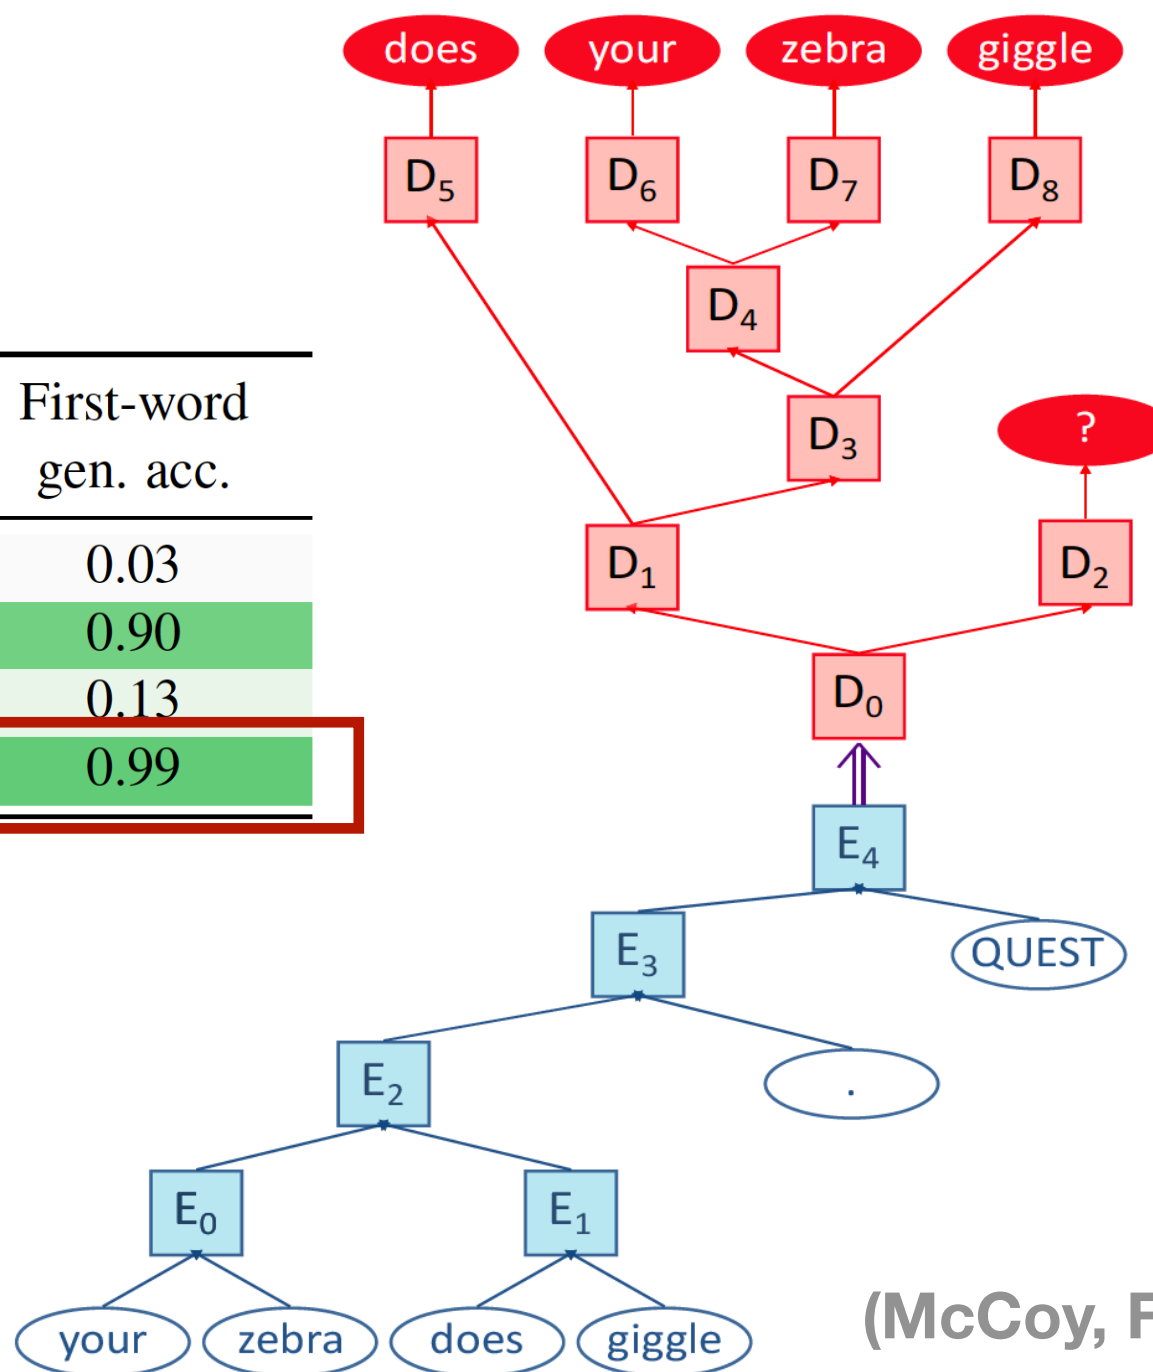 does your zebra giggle
D5 D6 D7 D8
D4
First-word
gen. acc.
D3
?
0.03
D1 D2
0.90
0.13
D0
0.99
E4
E3 QUEST
E2 .
E0 E1
your zebra does giggle
(McCoy, F